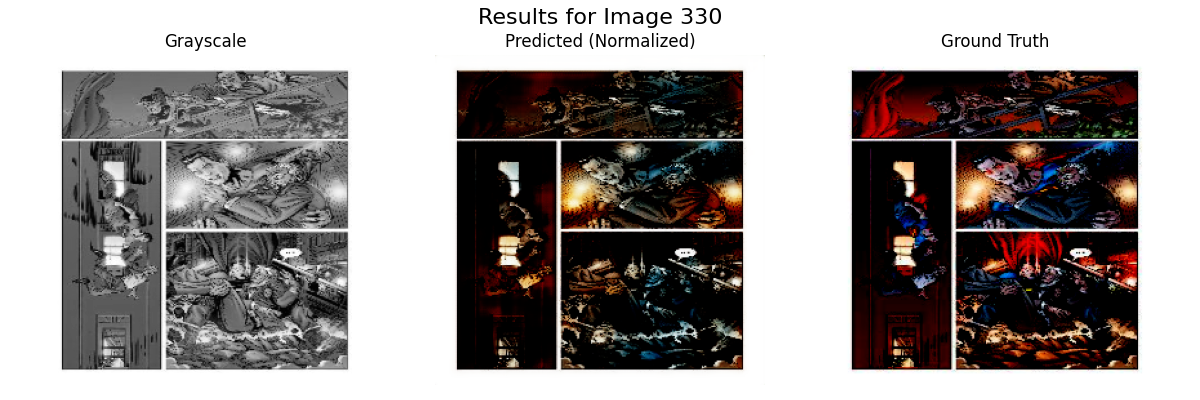 Results for Image 330
Grayscale
Predicted (Normalized)
Ground Truth